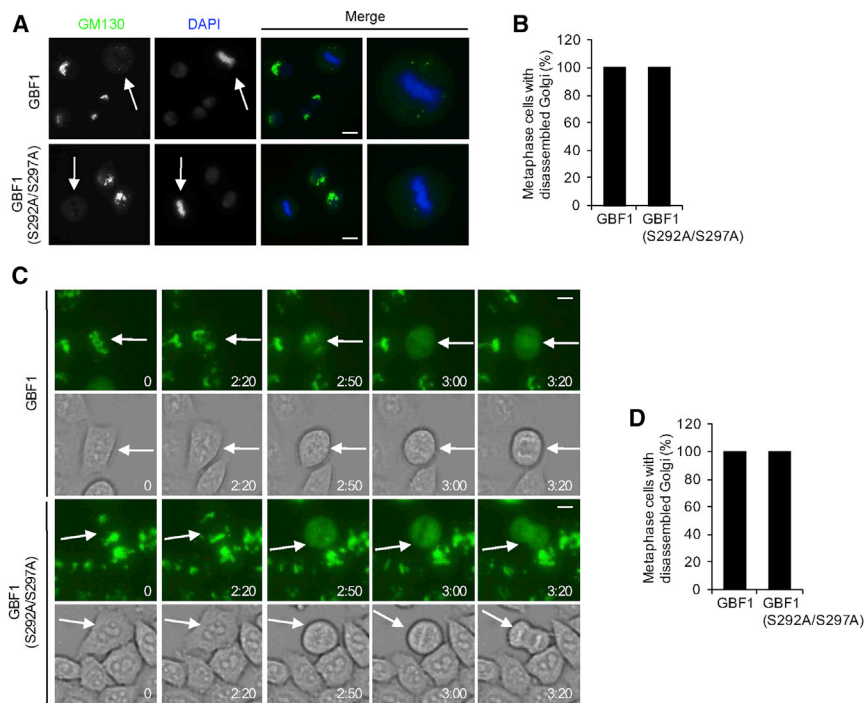 A
GM130
DAPI
Merge
GBF1
GBF1
(S292A/S297A)
B
Metaphase cells with
disassembled Golgi (%)
120
100
80
60
40
20
0
GBF1
GBF1
(S292A/S297A)
C
GBF1
0
2:20
2:50
3:00
3:20
0
2:20
2:50
3:00
3:20
GBF1
(S292A/S297A)
0
2:20
2:50
3:00
3:20
0
2:20
2:50
3:00
3:20
D
Metaphase cells with
disassembled Golgi (%)
120
100
80
60
40
20
0
GBF1
GBF1
(S292A/S297A)